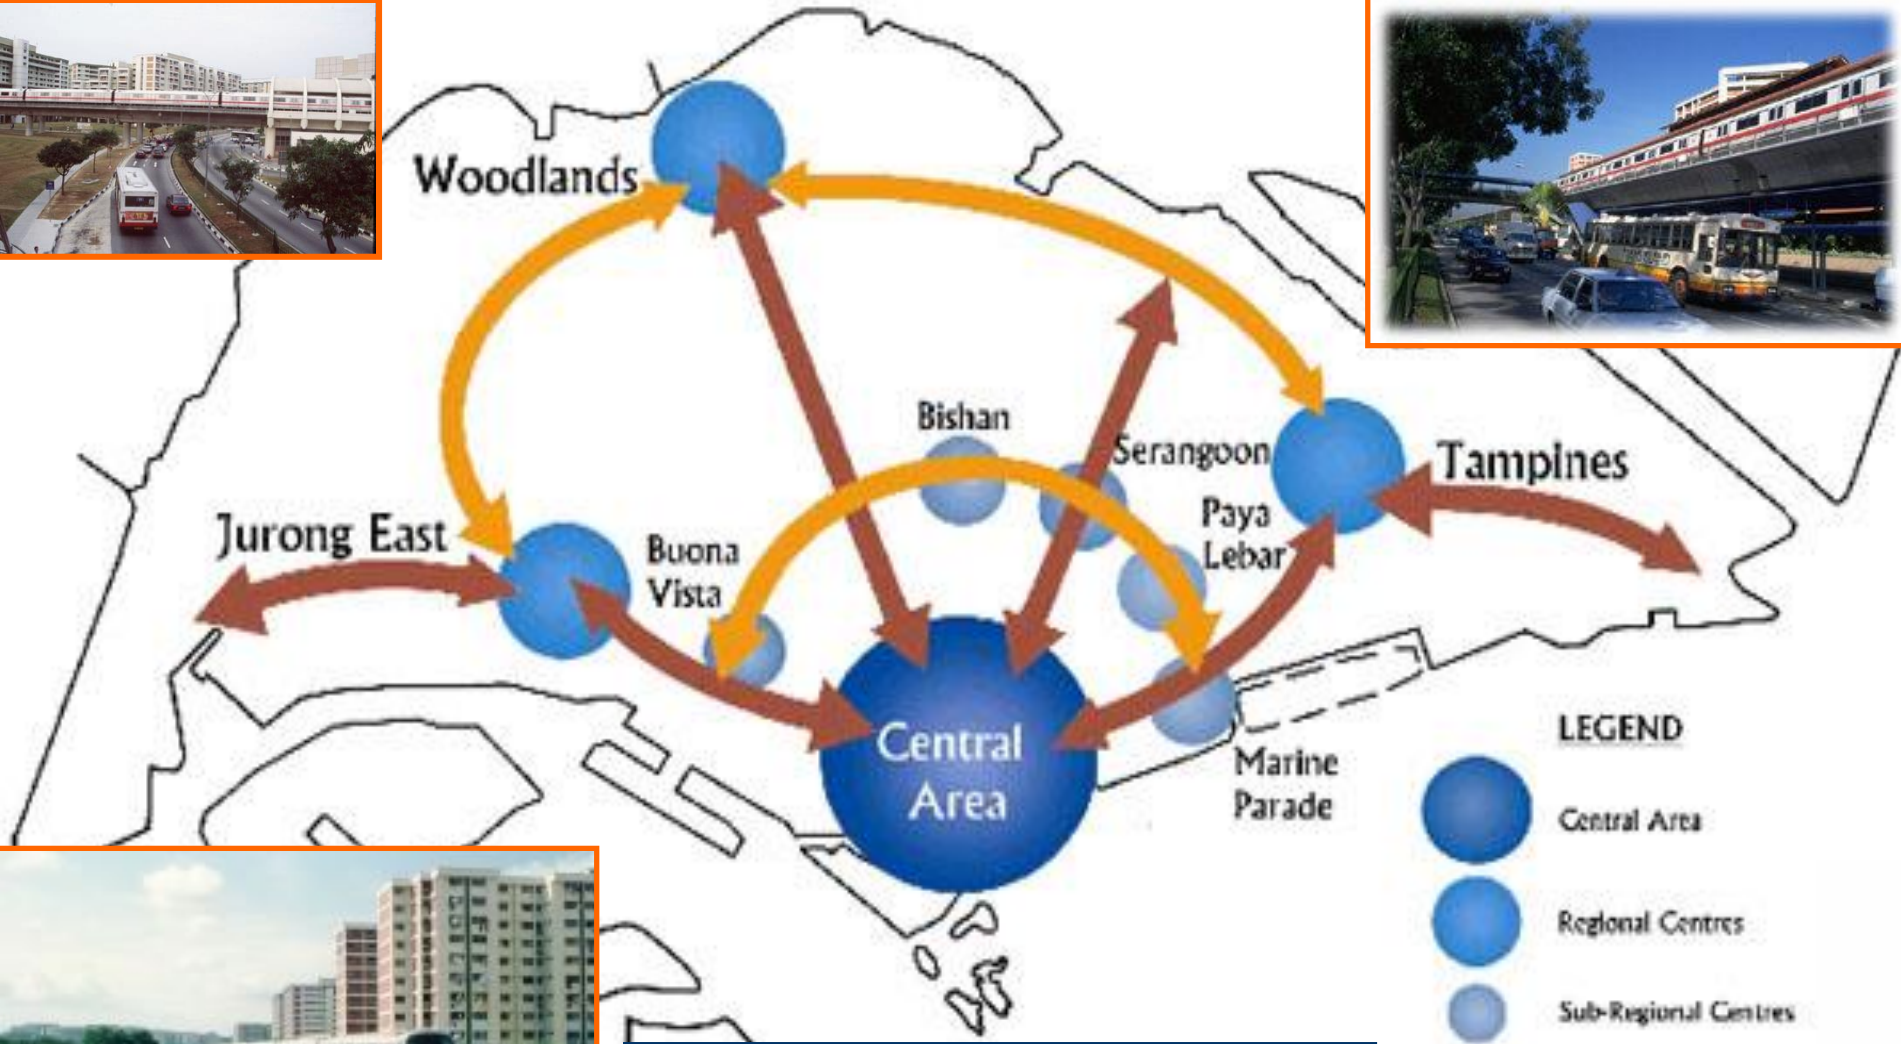 Woodlands
Bishan
Serangoon
Tampines
Paya
Lebar
Jurong East
Buona
Vista
Central
Area
Marine
Parade
LEGEND
Central Area
Regional Centres
Sub-Regional Centres